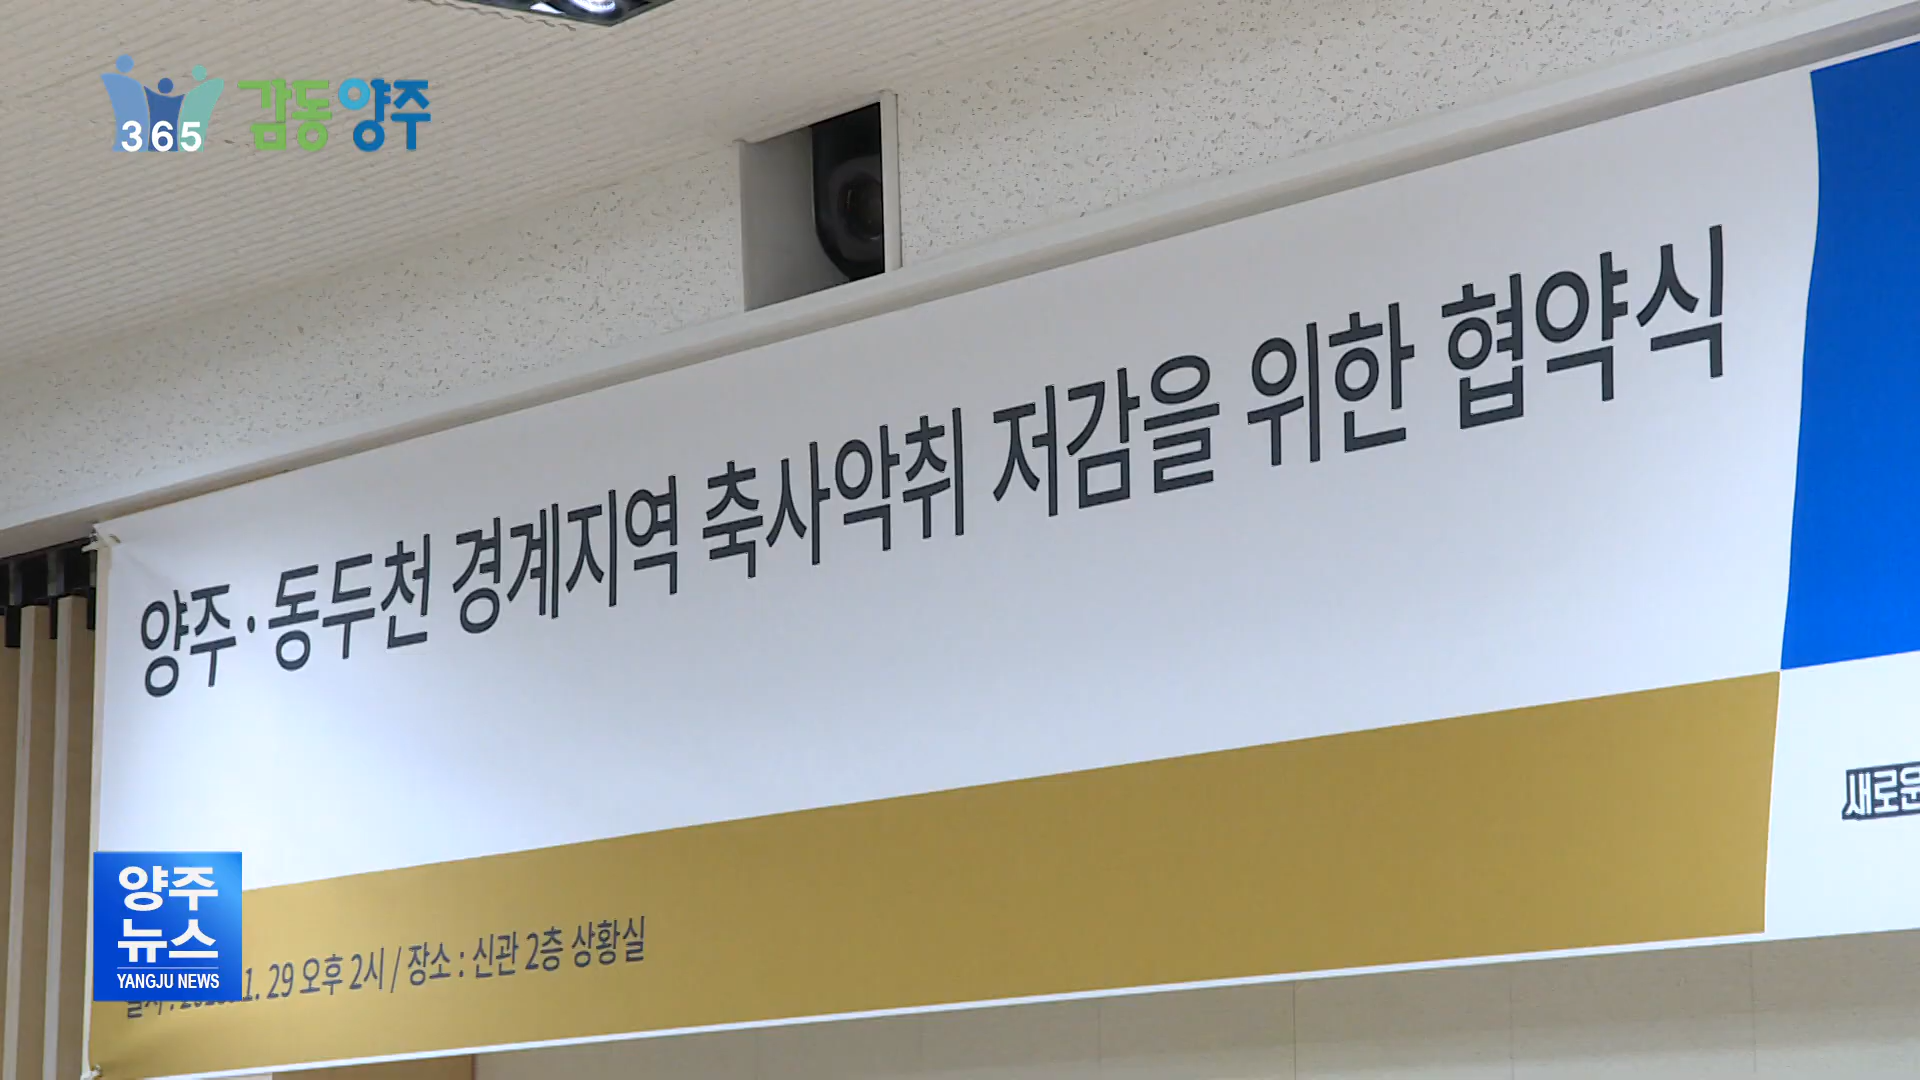 365 감동양주
양주·동두천 경계지역 축사악취 저감을 위한 협약식
새로운
1. 29 오후 2시 / 장소 : 신관 2층 상황실
양주
뉴스
YANGJU NEWS